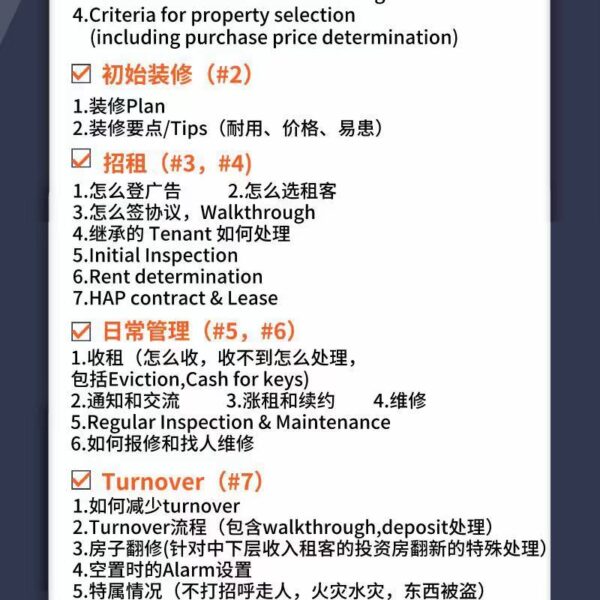 4.Criteria for property selection
(including purchase price determination)
初始装修（#2）
1.装修Plan
2.装修要点/Tips（耐用、价格、易患）
招租（#3，#4)
1.怎么登广告 2.怎么选租客
3.怎么签协议，Walkthrough
4.继承的 Tenant 如何处理
5.Initial Inspection
6.Rent determination
7.HAP contract & Lease
日常管理（#5，#6）
1.收租（怎么收，收不到怎么处理，
包括Eviction,Cash for keys)
2.通知和交流 3.涨租和续约 4.维修
5.Regular Inspection & Maintenance
6.如何报修和找人维修
Turnover（#7）
1.如何减少turnover
2.Turnover流程（包含walkthrough,deposit处理）
3.房子翻修(针对中下层收入租客的投资房翻新的特殊处理）
4.空置时的Alarm设置
5.特属情况（不打招呼走人，火灾水灾，东西被盗）